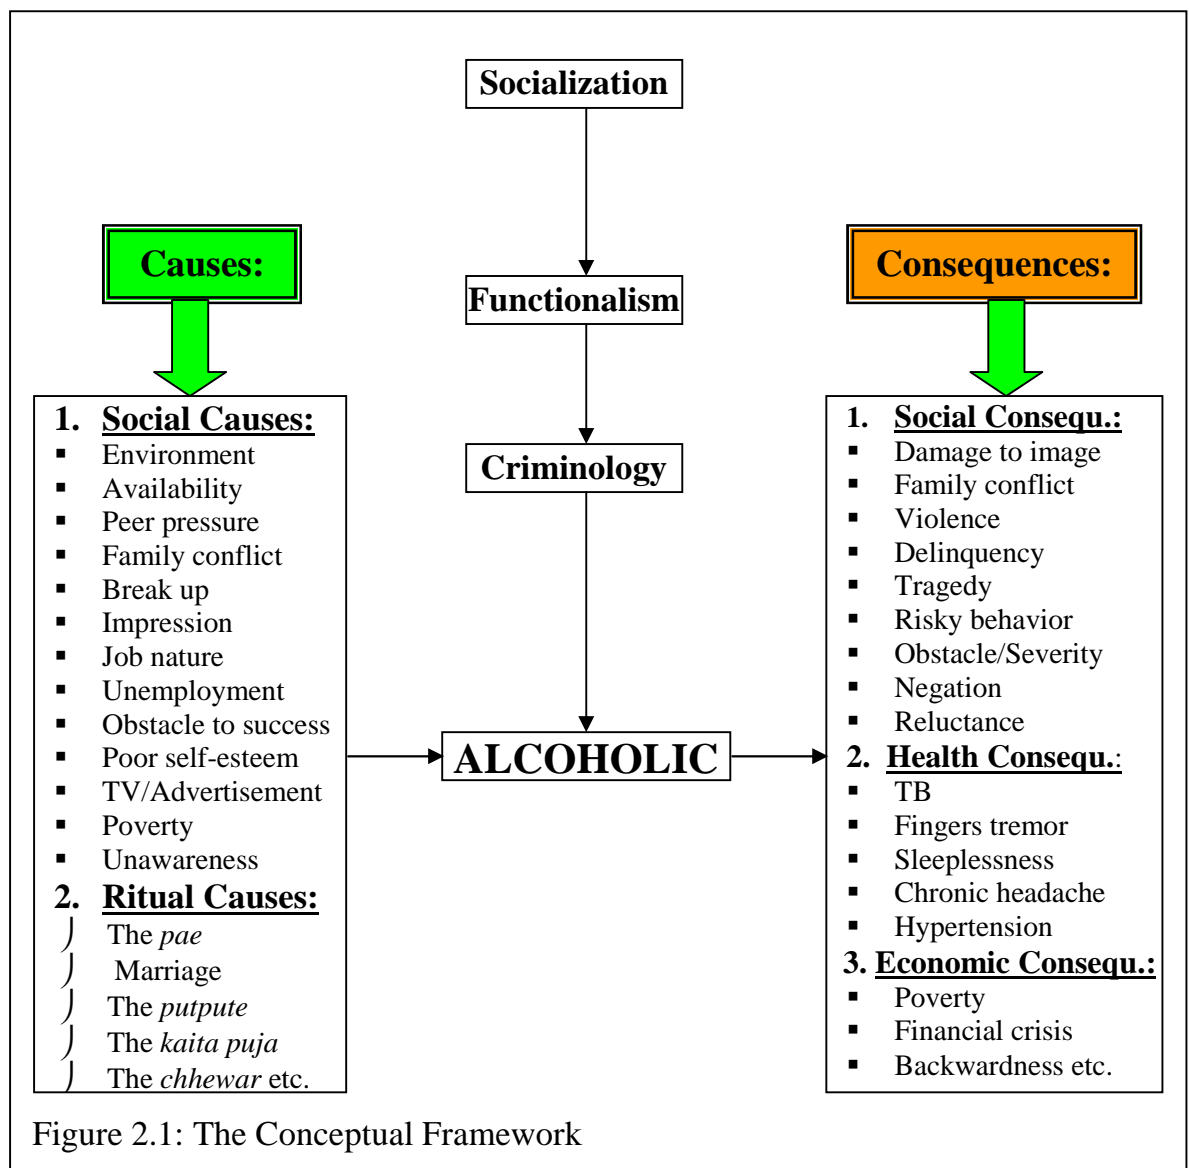 Socialization
Functionalism
Criminology
ALCOHOLIC
Causes:
1. Social Causes:
▪ Environment
▪ Availability
▪ Peer pressure
▪ Family conflict
▪ Break up
▪ Impression
▪ Job nature
▪ Unemployment
▪ Obstacle to success
▪ Poor self-esteem
▪ TV/Advertisement
▪ Poverty
▪ Unawareness
2. Ritual Causes:
⌡ The pae
⌡ Marriage
⌡ The putpute
⌡ The kaita puja
⌡ The chhewar etc.
Consequences:
1. Social Consequ.:
▪ Damage to image
▪ Family conflict
▪ Violence
▪ Delinquency
▪ Tragedy
▪ Risky behavior
▪ Obstacle/Severity
▪ Negation
▪ Reluctance
2. Health Consequ.:
▪ TB
▪ Fingers tremor
▪ Sleeplessness
▪ Chronic headache
▪ Hypertension
3. Economic Consequ.:
▪ Poverty
▪ Financial crisis
▪ Backwardness etc.
Figure 2.1: The Conceptual Framework